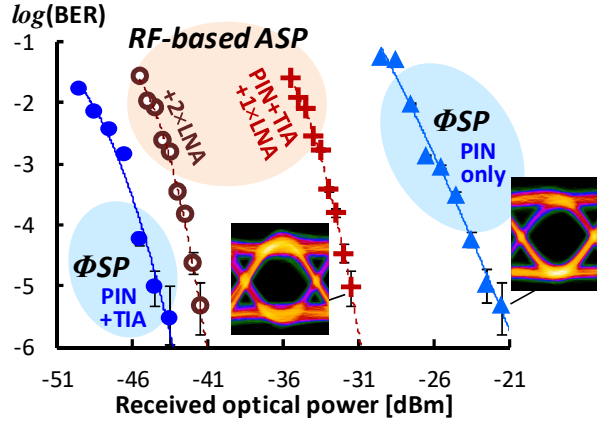 log(BER)
-1
-2
-3
-4
-5
-6
RF-based ASP
+2×LNA
PIN+TIA
+1×LNA
ΦSP
PIN
only
ΦSP
PIN
+TIA
-51 -46 -41 -36 -31 -26 -21
Received optical power [dBm]